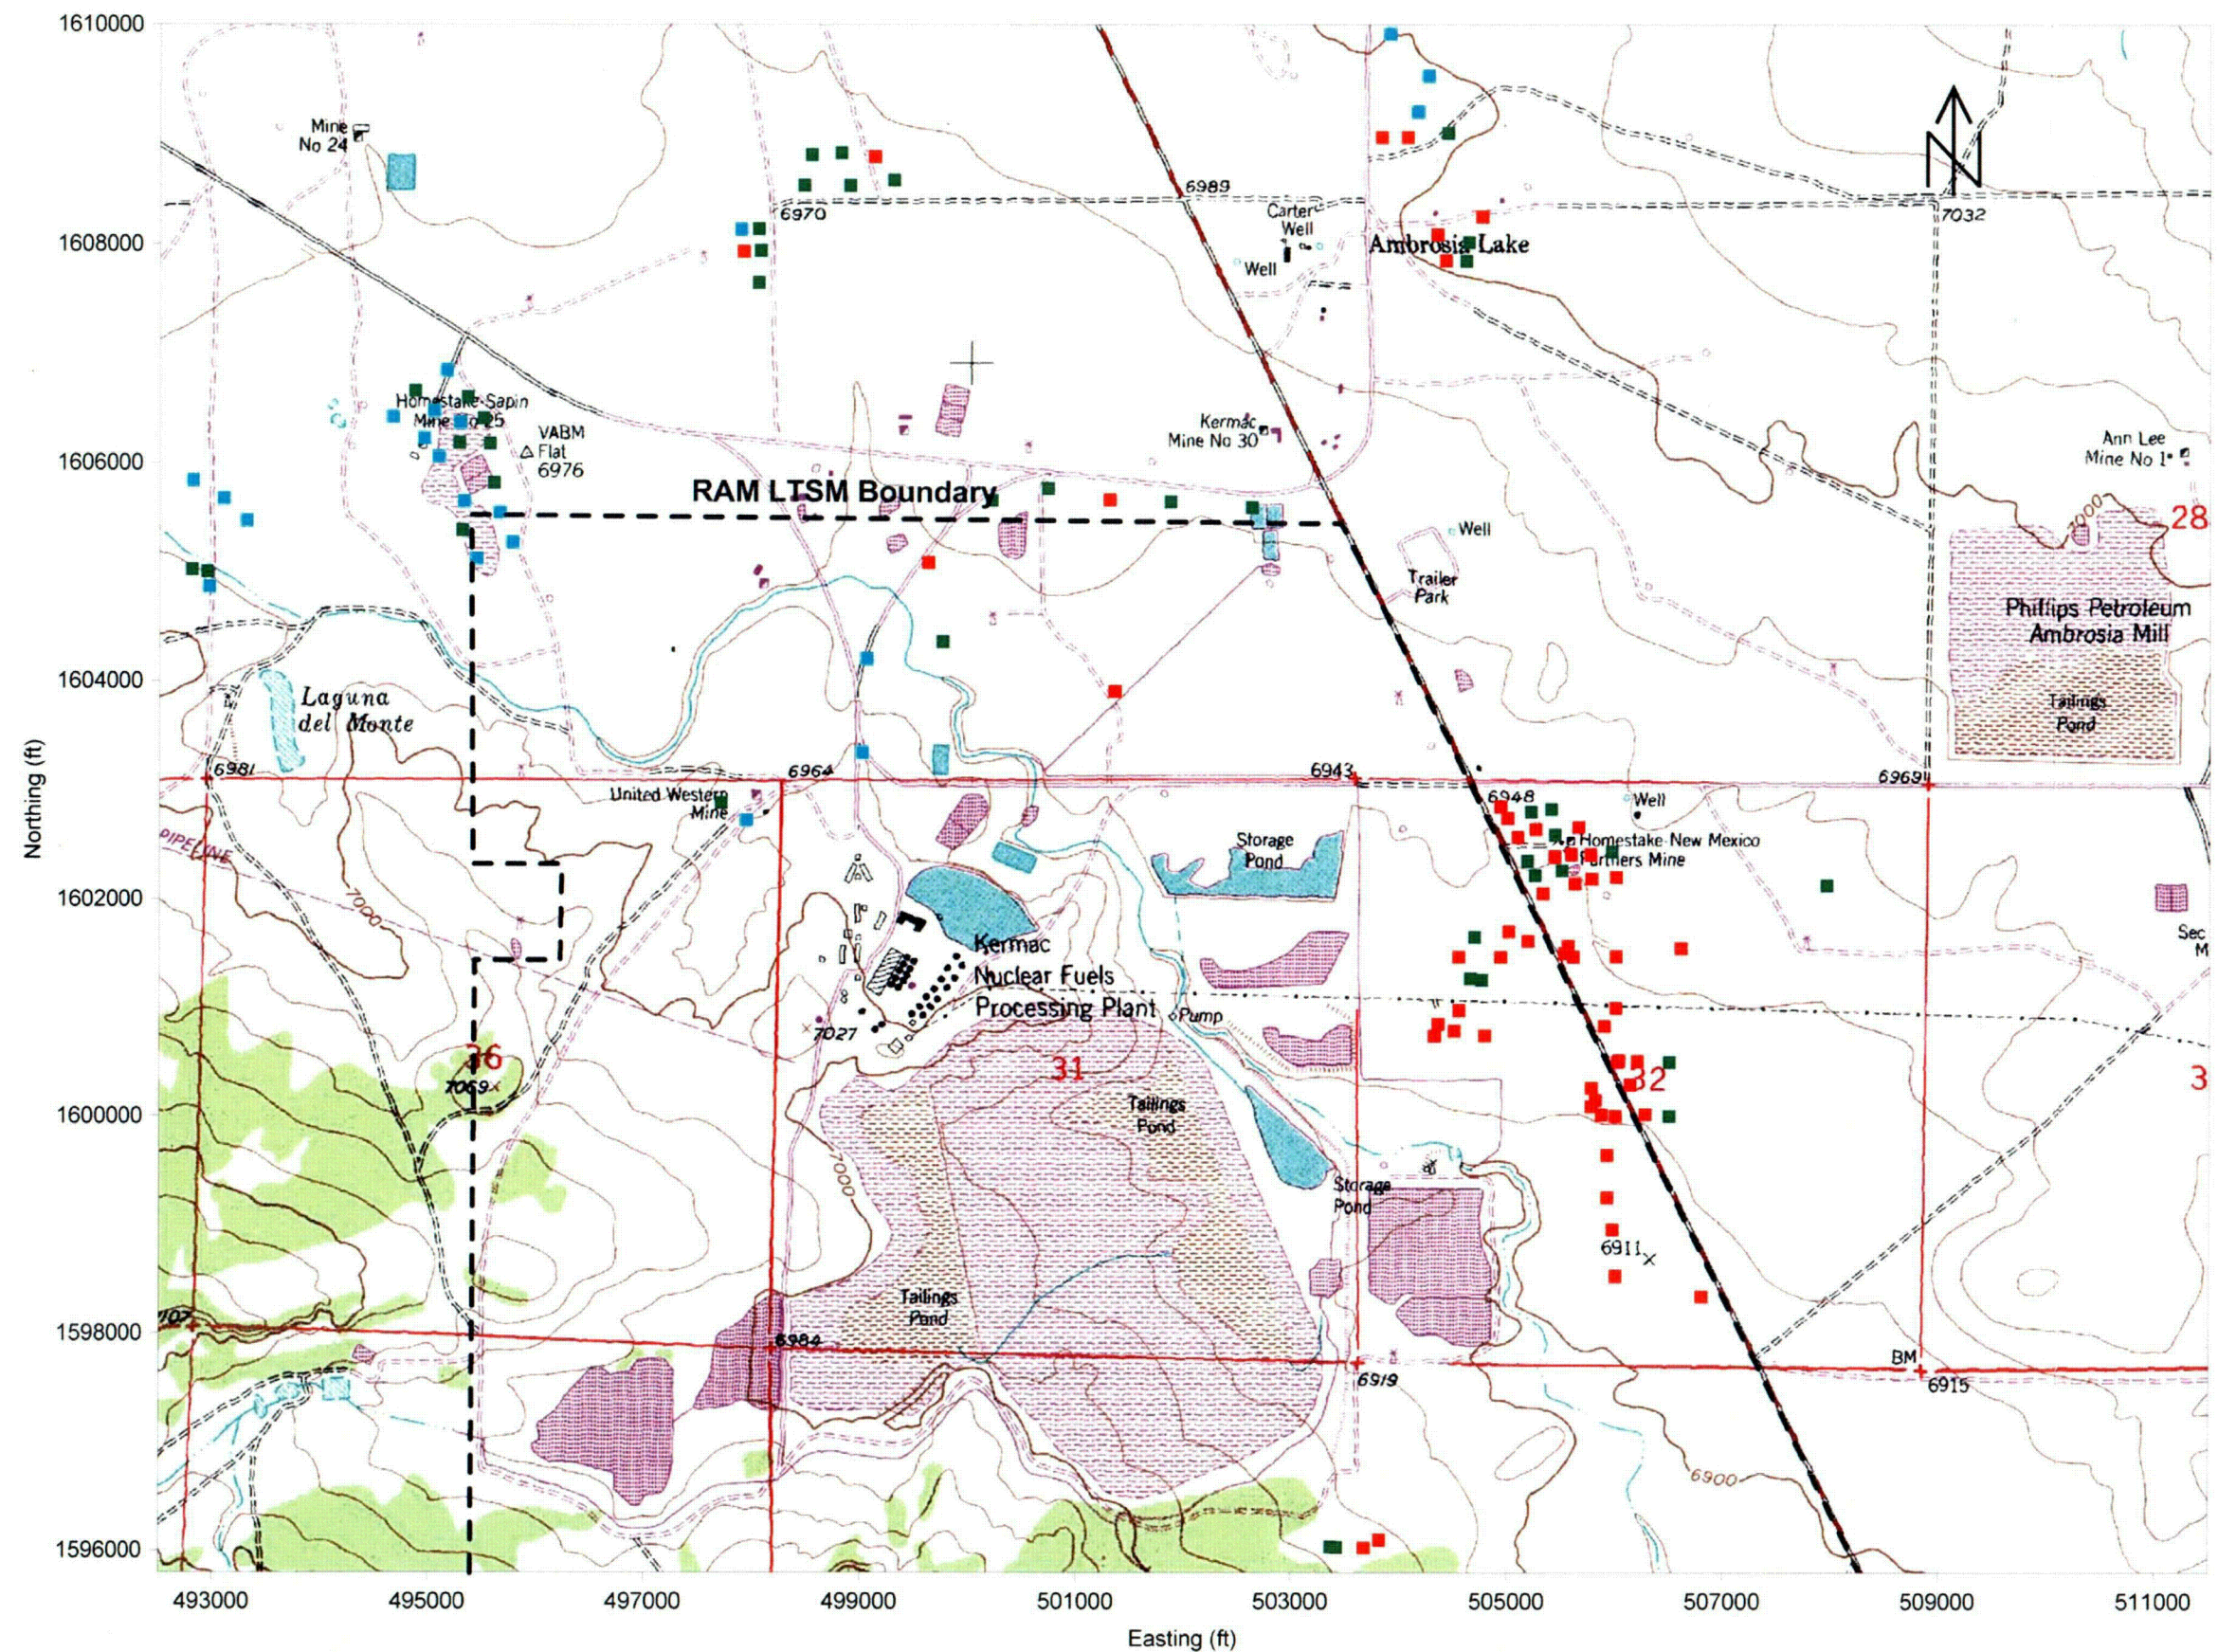 1610000
Mine
No 24
6989
6970
Carter
Well
7032
1608000
Ambrosia Lake
Well
Homestake-Sapin
Mine No 25
VABM
Flat
6976
Kermac
Mine No 30
Ann Lee
Mine No 1
1606000
RAM LTSM Boundary
7000
28
Well
Trailer
Park
Phillips Petroleum
Ambrosia Mill
1604000
Laguna
del Monte
Tailings
Pond
6981
6964
6943
6969
United Western
Mine
6948
Well
PIPELINE
Storage
Pond
Homestake-New Mexico
Partners Mine
Northing (ft)
1602000
7000
Kermac
Nuclear Fuels
Processing Plant
Sec
M
Pump
7027
36
7069
31
32
3
1600000
Tailings
Pond
7000
Storage
Pond
6911
Tailings
Pond
7107
1598000
6984
BM
6919
6915
6900
1596000
493000
495000
497000
499000
501000
503000
505000
507000
509000
511000
Easting (ft)
N